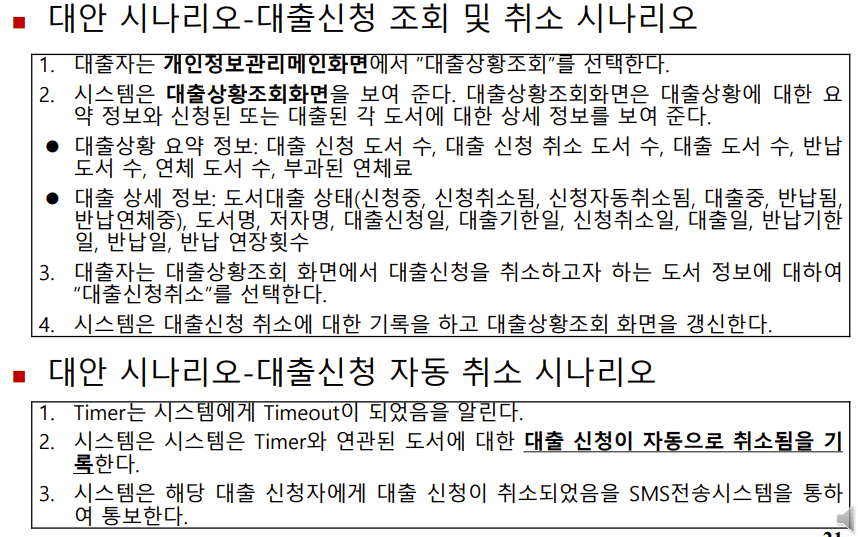 대안 시나리오-대출신청 조회 및 취소 시나리오
1. 대출자는 개인정보관리메인화면에서 “대출상황조회”를 선택한다.
2. 시스템은 대출상황조회화면을 보여 준다. 대출상황조회화면은 대출상황에 대한 요
약 정보와 신청된 또는 대출된 각 도서에 대한 상세 정보를 보여 준다.
● 대출상황 요약 정보: 대출 신청 도서 수, 대출 신청 취소 도서 수, 대출 도서 수, 반납
도서 수, 연체 도서 수, 부과된 연체료
● 대출 상세 정보: 도서대출 상태(신청중, 신청취소됨, 신청자동취소됨, 대출중, 반납됨,
반납연체중), 도서명, 저자명, 대출신청일, 대출기한일, 신청취소일, 대출일, 반납기한
일, 반납일, 반납 연장횟수
3. 대출자는 대출상황조회 화면에서 대출신청을 취소하고자 하는 도서 정보에 대하여
“대출신청취소”를 선택한다.
4. 시스템은 대출신청 취소에 대한 기록을 하고 대출상황조회 화면을 갱신한다.
대안 시나리오-대출신청 자동 취소 시나리오
1. Timer는 시스템에게 Timeout이 되었음을 알린다.
2. 시스템은 시스템은 Timer와 연관된 도서에 대한 대출 신청이 자동으로 취소됨을 기
록한다.
3. 시스템은 해당 대출 신청자에게 대출 신청이 취소되었음을 SMS전송시스템을 통하
여 통보한다.